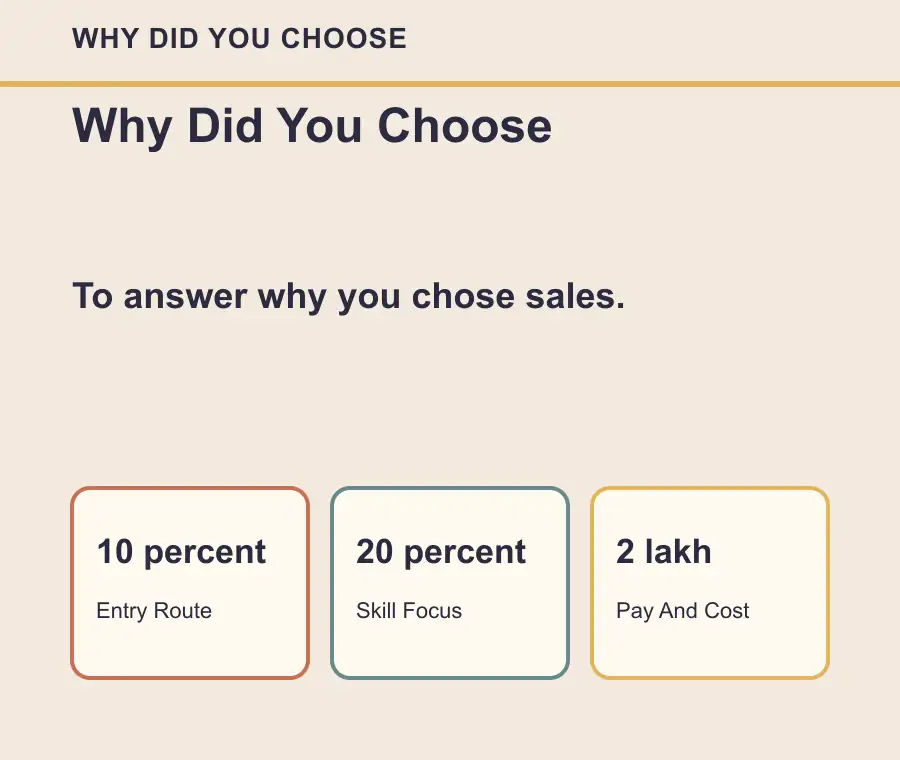 WHY DID YOU CHOOSE
Why Did You Choose
To answer why you chose sales.
10 percent
Entry Route
20 percent
Skill Focus
2 lakh
Pay And Cost